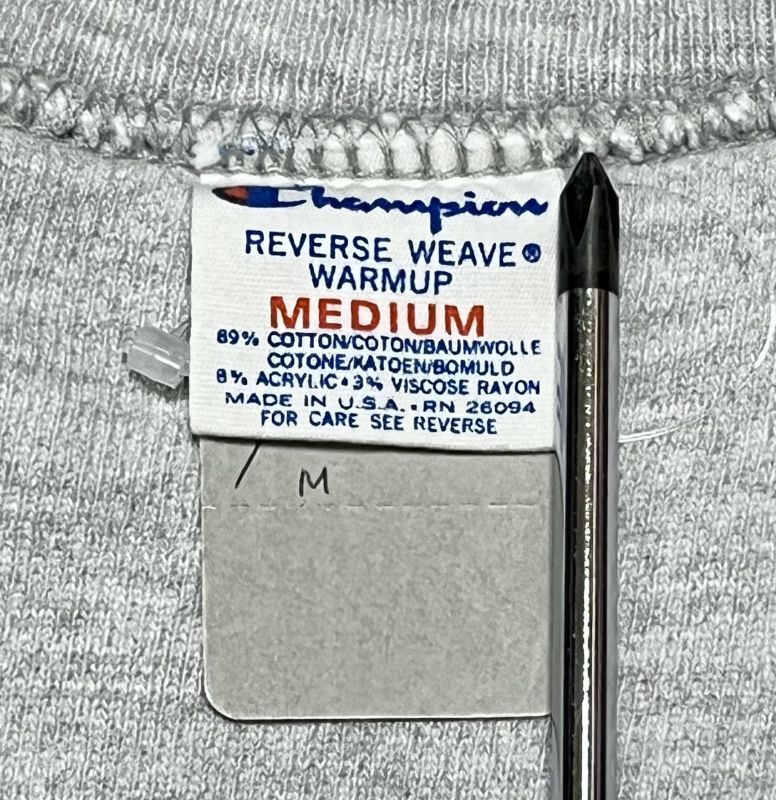 Champion
REVERSE WEAVE®
WARMUP
MEDIUM
89% COTTON/COTON/BAUMWOLLE
COTONE/KATOEN/BOMULD
8% ACRYLIC•3% VISCOSE RAYON
MADE IN U.S.A.•RN 26094
FOR CARE SEE REVERSE
M